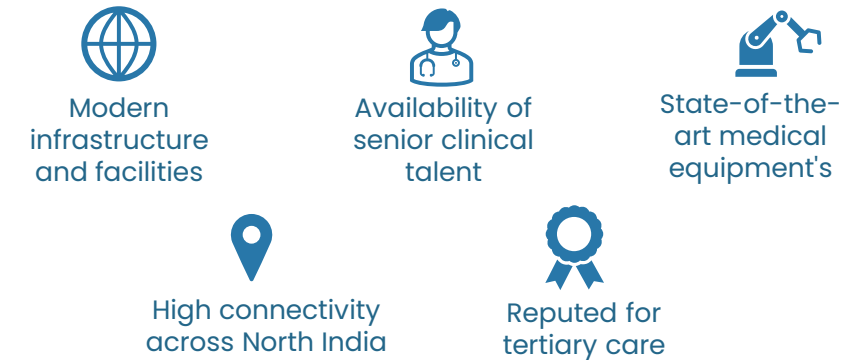 Modern
infrastructure
and facilities
Availability of
senior clinical
talent
State-of-the-
art medical
equipment's
High connectivity
across North India
Reputed for
tertiary care